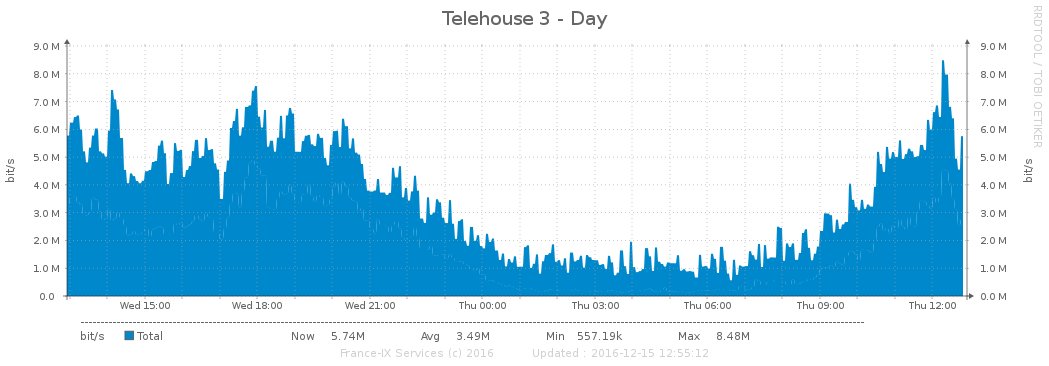 Telehouse 3 - Day
RRDTOOL / TOBI OETIKER
bit/s
9.0 M 9.0 M
8.0 M 8.0 M
7.0 M 7.0 M
6.0 M 6.0 M
5.0 M 5.0 M
4.0 M 4.0 M
3.0 M 3.0 M
2.0 M 2.0 M
1.0 M 1.0 M
0.0 0.0 M
bit/s
Wed 15:00 Wed 18:00 Wed 21:00 Thu 00:00 Thu 03:00 Thu 06:00 Thu 09:00 Thu 12:00
bit/s Total Now 5.74M Avg 3.49M Min 557.19k Max 8.48M
France-IX Services (c) 2016 Updated : 2016-12-15 12:55:12